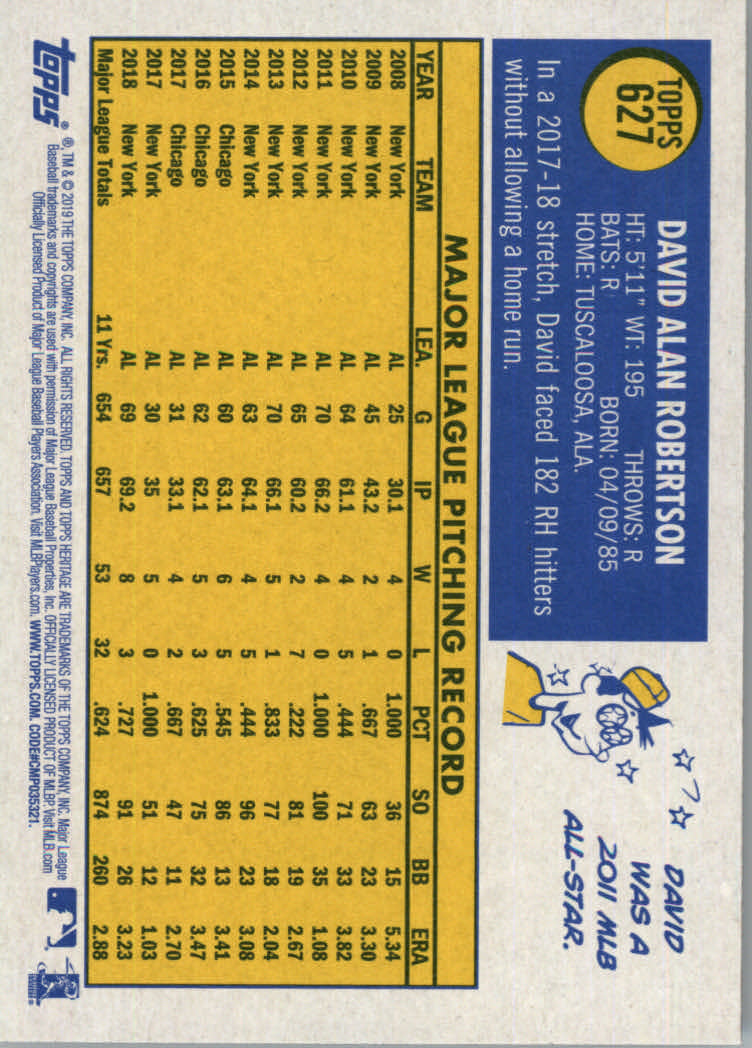 TOPPS
627
DAVID ALAN ROBERTSON
HT: 5'11" WT: 195 THROWS: R
BATS: R BORN: 04/09/85
HOME: TUSCALOOSA, ALA.
In a 2017-18 stretch, David faced 182 RH hitters
without allowing a home run.
DAVID
WAS A
2011 MLB
ALL-STAR.
MAJOR LEAGUE PITCHING RECORD
YEAR TEAM LEA. G IP W L PCT SO BB ERA
2008 New York AL 25 30.1 4 0 1.000 36 15 5.34
2009 New York AL 45 43.2 2 1 .667 63 23 3.30
2010 New York AL 64 61.1 4 5 .444 71 33 3.82
2011 New York AL 70 66.2 4 0 1.000 100 35 1.08
2012 New York AL 65 60.2 2 7 .222 81 19 2.67
2013 New York AL 70 66.1 5 1 .833 77 18 2.04
2014 New York AL 63 64.1 4 5 .444 96 23 3.08
2015 Chicago AL 60 63.1 6 5 .545 86 13 3.41
2016 Chicago AL 62 62.1 5 3 .625 75 32 3.47
2017 Chicago AL 31 33.1 4 2 .667 47 11 2.70
2017 New York AL 30 35 5 0 1.000 51 12 1.03
2018 New York AL 69 69.2 8 3 .727 91 26 3.23
Major League Totals 11 Yrs. 654 657 53 32 .624 874 260 2.88
topps®
®, TM & © 2019 THE TOPPS COMPANY, INC. ALL RIGHTS RESERVED. TOPPS AND TOPPS HERITAGE ARE TRADEMARKS OF THE TOPPS COMPANY, INC. Major League
Baseball trademarks and copyrights are used with permission of Major League Baseball Properties, Inc. OFFICIALLY LICENSED PRODUCT OF MLBP. Visit MLB.com
Officially Licensed Product of Major League Baseball Players Association. Visit MLBPlayers.com. WWW.TOPPS.COM. CODE#CMP035321.